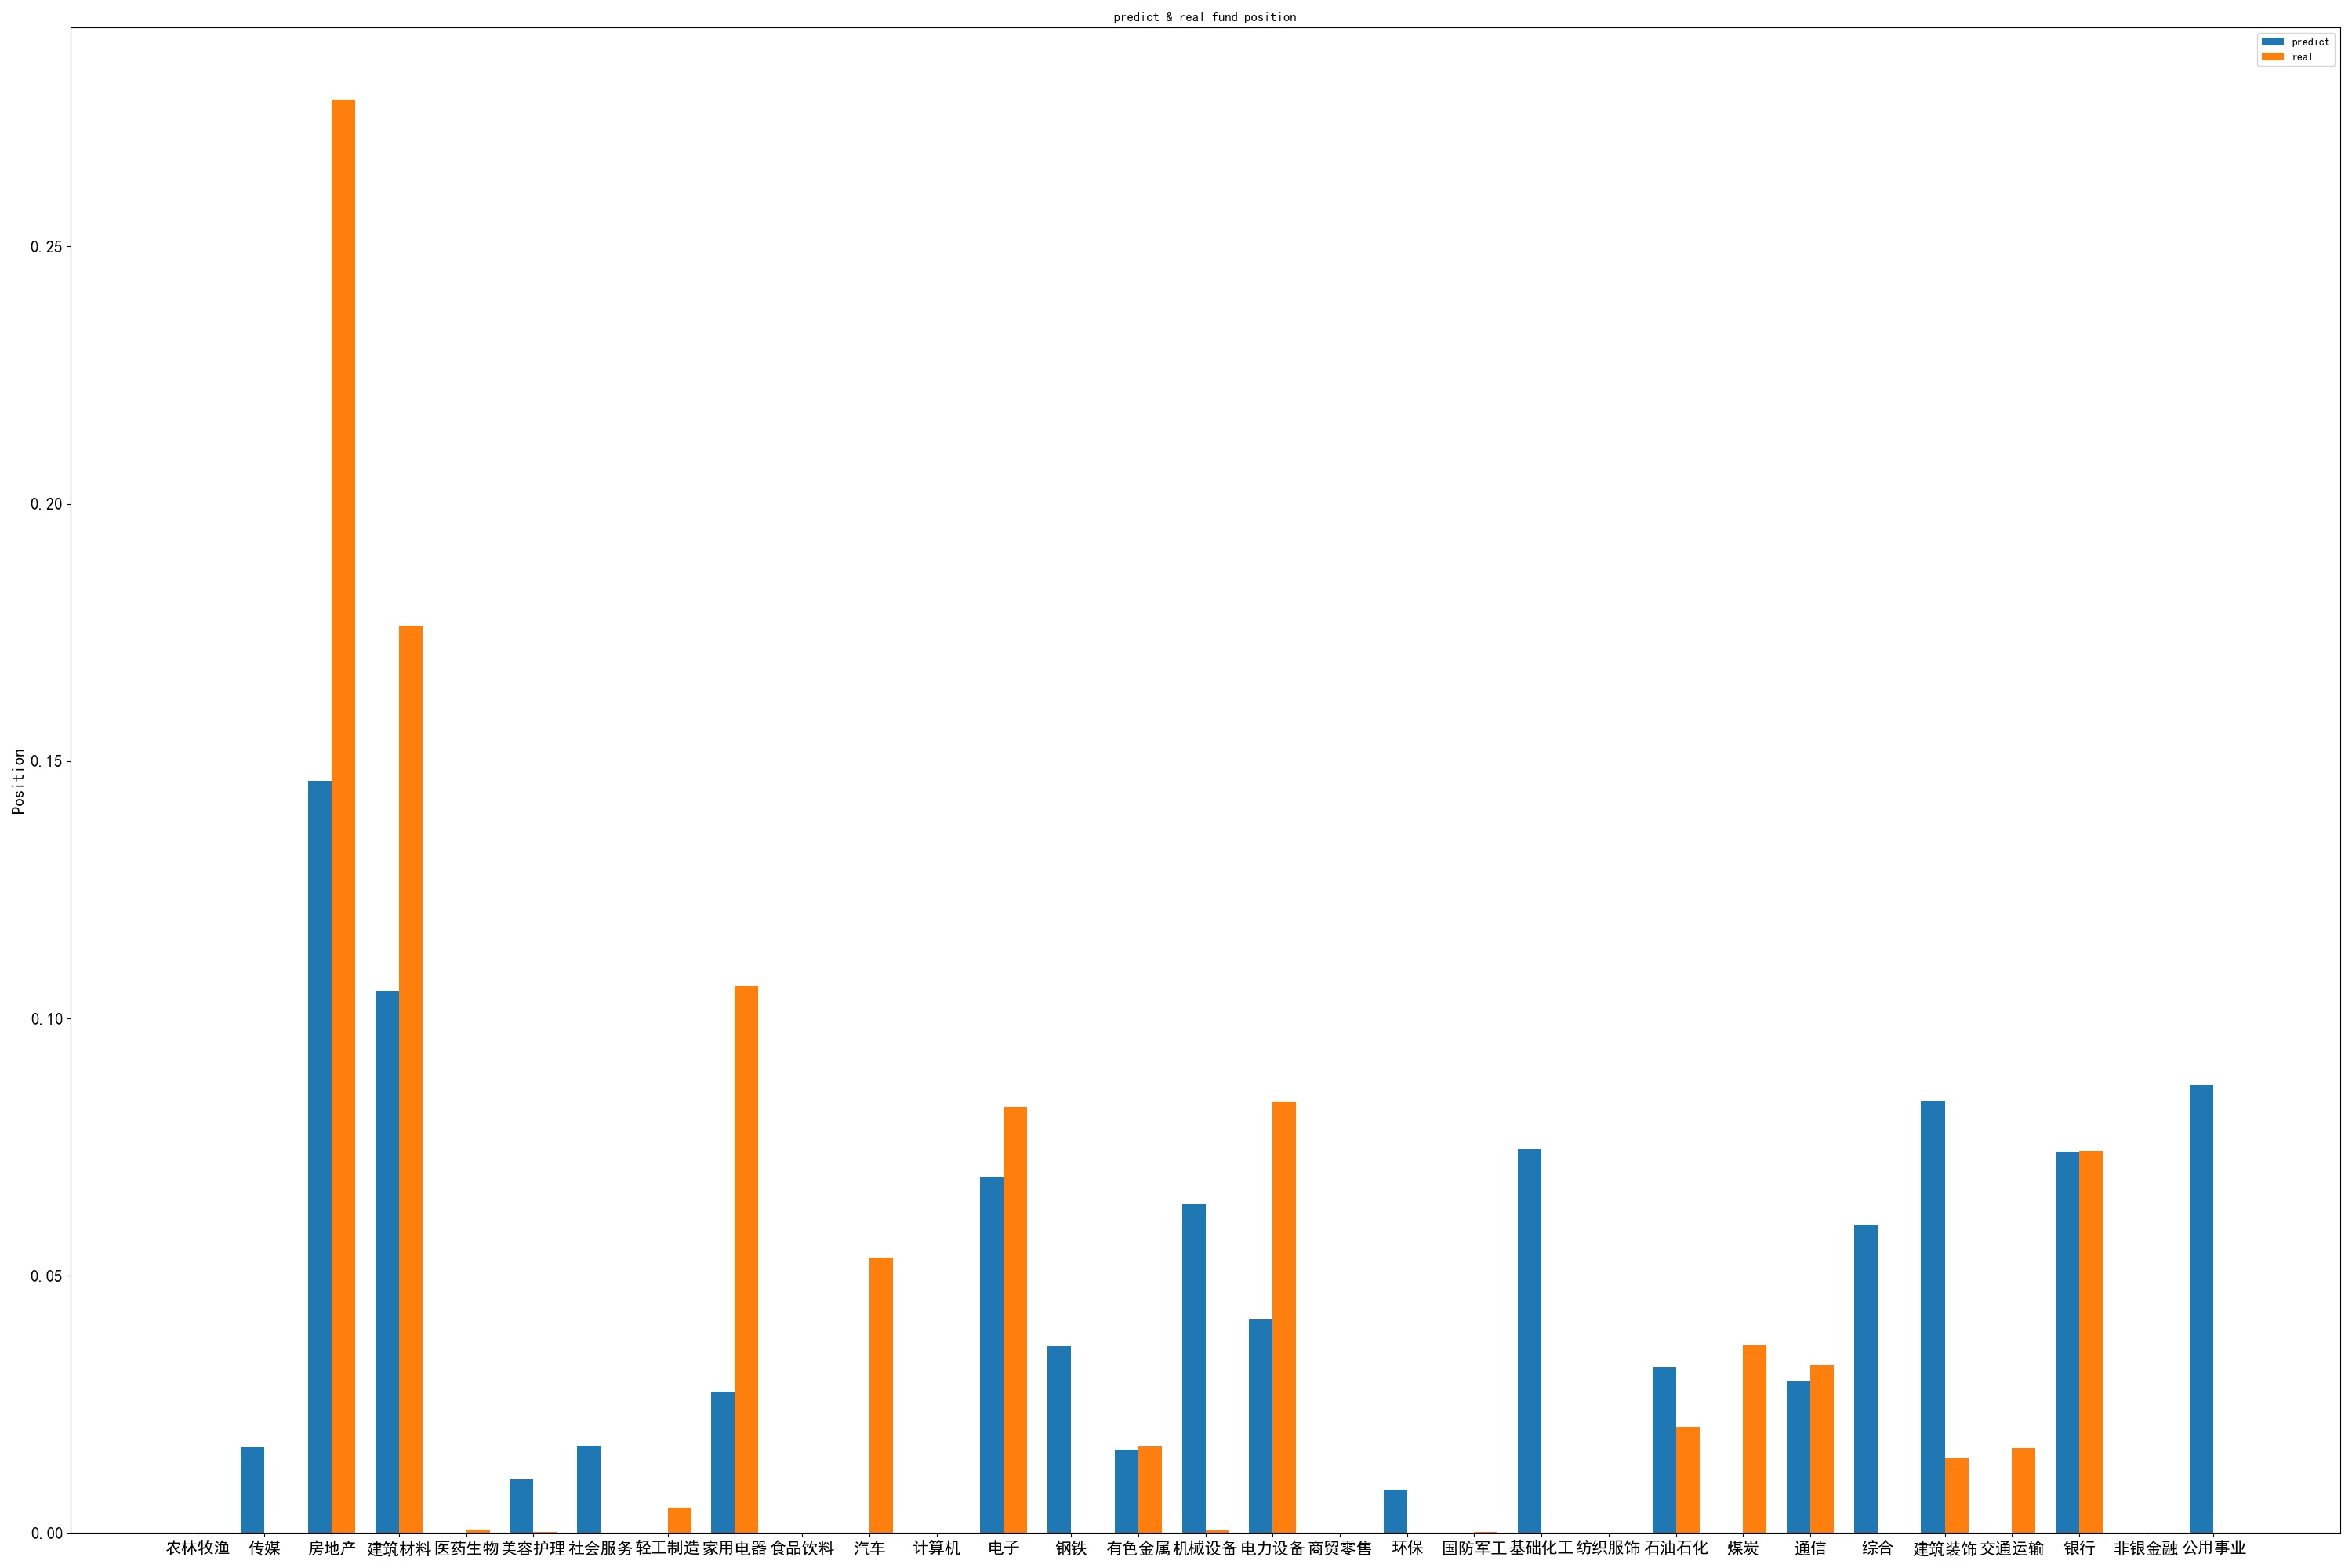 predict & real fund position
predict
real
Position
0.25
0.20
0.15
0.10
0.05
0.00
农林牧渔 传媒 房地产 建筑材料 医药生物 美容护理 社会服务 轻工制造 家用电器 食品饮料 汽车 计算机 电子 钢铁 有色金属 机械设备 电力设备 商贸零售 环保 国防军工 基础化工 纺织服饰 石油石化 煤炭 通信 综合 建筑装饰 交通运输 银行 非银金融 公用事业